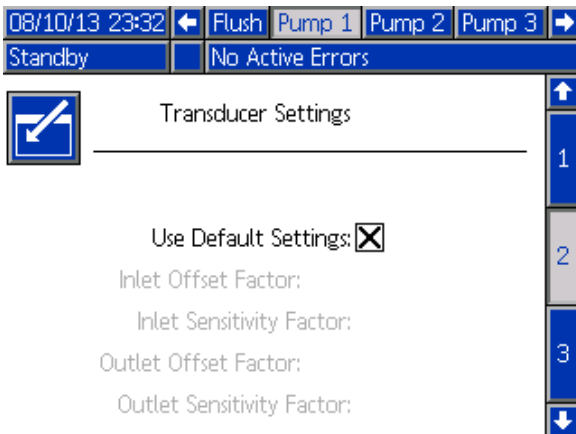 08/10/13 23:32 Flush Pump 1 Pump 2 Pump 3
Standby No Active Errors
Transducer Settings
1
Use Default Settings:
2
Inlet Offset Factor:
Inlet Sensitivity Factor:
3
Outlet Offset Factor:
Outlet Sensitivity Factor: